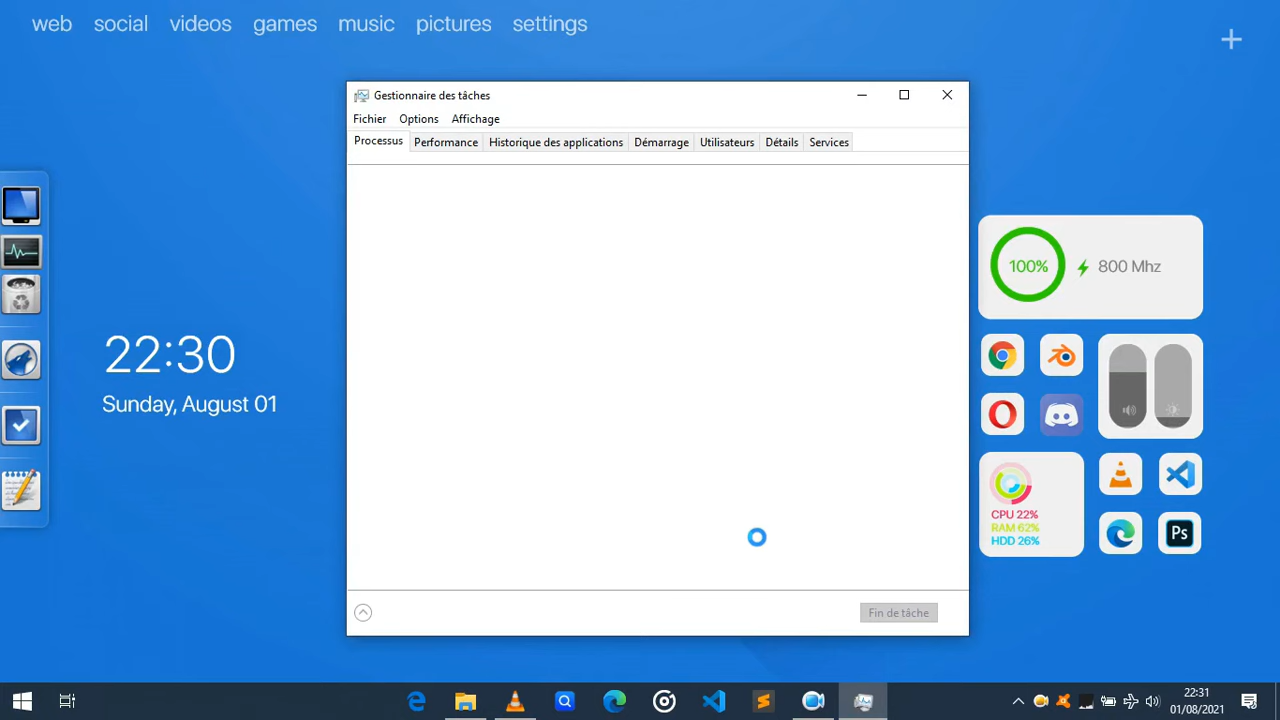 web social videos games music pictures settings
+
Gestionnaire des tâches
Fichier Options Affichage
Processus Performance Historique des applications Démarrage Utilisateurs Détails Services
22:30
Sunday, August 01
100% 800 Mhz
CPU 22%
RAM 62%
HDD 26%
Ps
Fin de tâche
22:31
01/08/2021